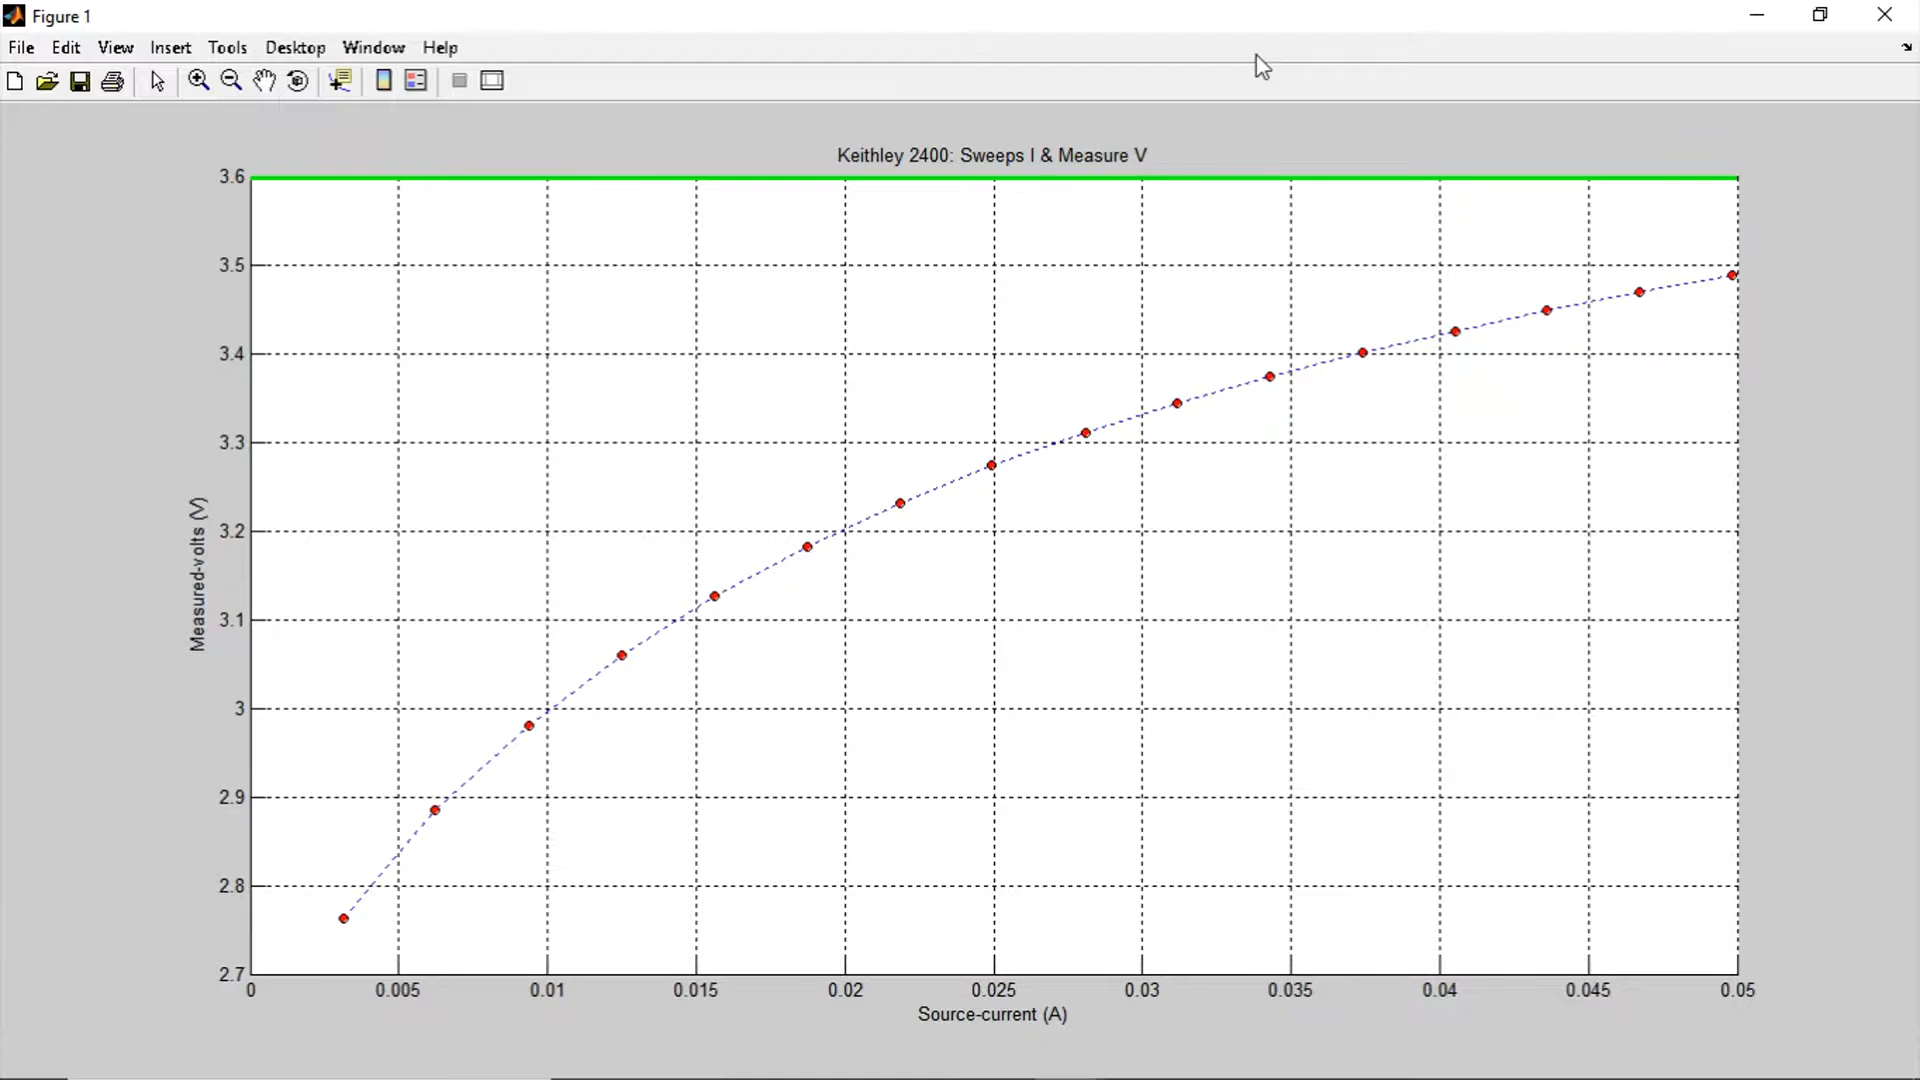 Figure 1
File Edit View Insert Tools Desktop Window Help
Keithley 2400: Sweeps I & Measure V
3.6
3.5
3.4
3.3
3.2
3.1
3
2.9
2.8
2.7
Measured-volts (V)
0 0.005 0.01 0.015 0.02 0.025 0.03 0.035 0.04 0.045 0.05
Source-current (A)